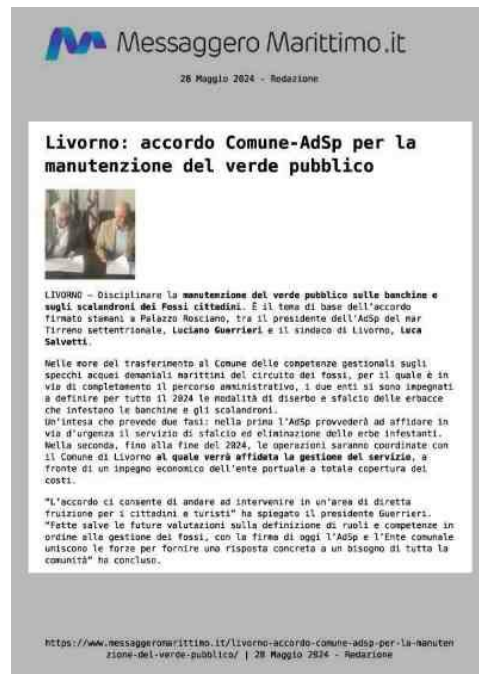 Messaggero Marittimo.it
28 Maggio 2024 - Redazione
Livorno: accordo Comune-AdSp per la
manutenzione del verde pubblico
LIVORNO – Disciplinare la manutenzione del verde pubblico sulle banchine e
sugli scalandroni dei Fossi cittadini. È il tema di base dell'accordo
firmato stamani a Palazzo Rosciano, tra il presidente dell'AdSp del mar
Tirreno settentrionale, Luciano Guerrieri e il sindaco di Livorno, Luca
Salvetti.
Nelle more del trasferimento al Comune delle competenze gestionali sugli
specchi acquei demaniali marittimi del circuito dei fossi, per il quale è in
via di completamento il percorso amministrativo, i due enti si sono impegnati
a definire per tutto il 2024 le modalità di diserbo e sfalcio delle erbacce
che infestano le banchine e gli scalandroni.
Un'intesa che prevede due fasi: nella prima l'AdSp provvederà ad affidare in
via d'urgenza il servizio di sfalcio ed eliminazione delle erbe infestanti.
Nella seconda, fino alla fine del 2024, le operazioni saranno coordinate con
il Comune di Livorno al quale verrà affidata la gestione del servizio, a
fronte di un impegno economico dell'ente portuale a totale copertura dei
costi.
"L'accordo ci consente di andare ad intervenire in un'area di diretta
fruizione per i cittadini e turisti" ha spiegato il presidente Guerrieri.
"Fatte salve le future valutazioni sulla definizione di ruoli e competenze in
ordine alla gestione dei fossi, con la firma di oggi l'AdSp e l'Ente comunale
uniscono le forze per fornire una risposta concreta a un bisogno di tutta la
comunità" ha concluso.
https://www.messaggeromarittimo.it/livorno-accordo-comune-adsp-per-la-manuten
zione-del-verde-pubblico/ | 28 Maggio 2024 - Redazione